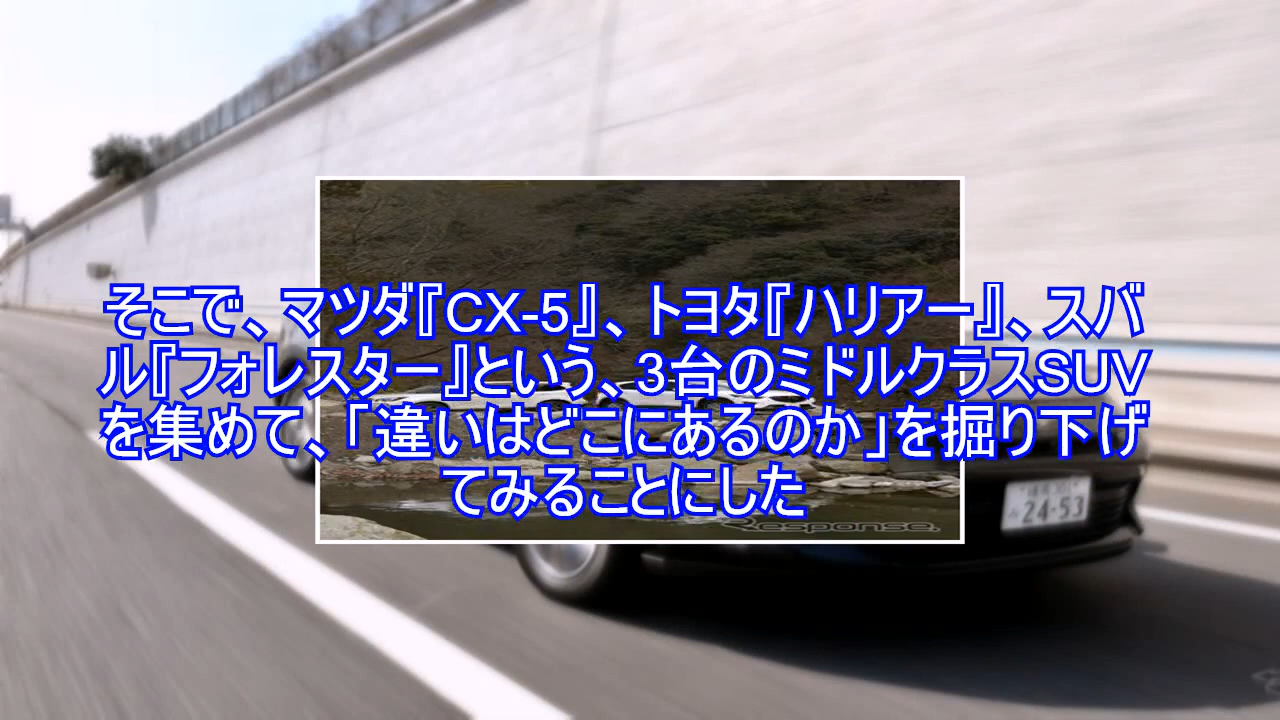 そこで、マツダ『CX-5』、トヨタ『ハリアー』、スバ
ル『フォレスター』という、3台のミドルクラスSUV
を集めて、「違いはどこにあるのか」を掘り下げ
てみることにした
Response.
24-53